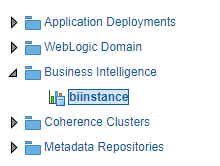 Application Deployments
WebLogic Domain
Business Intelligence
biinstance
Coherence Clusters
Metadata Repositories